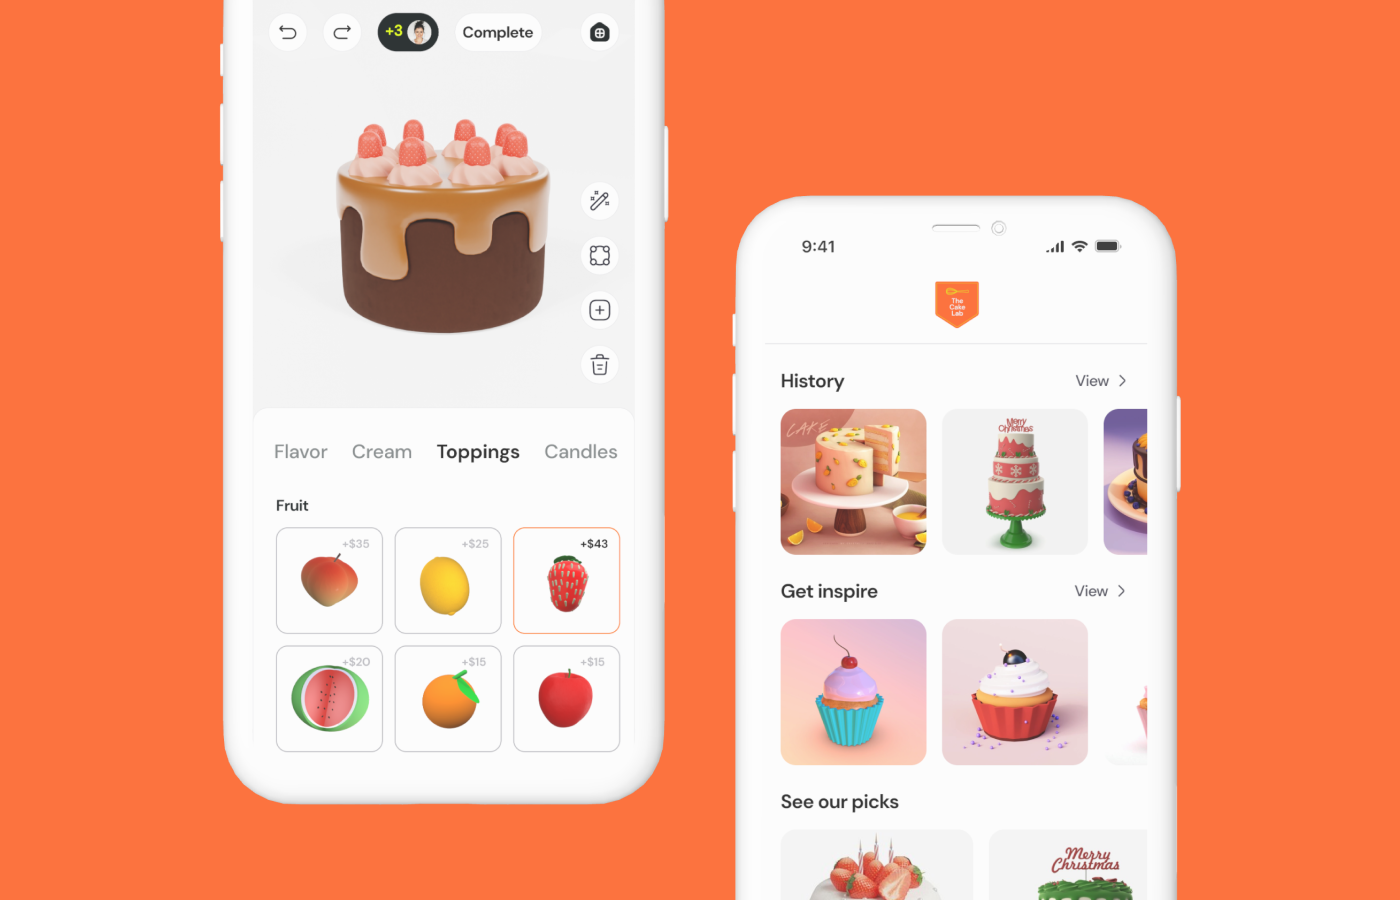 +3
Complete
Flavor Cream Toppings Candles
Fruit
+$35 +$25 +$43
+$20 +$15 +$15
9:41
The
Cake
Lab
History View
CAKE
Merry
Christmas
Get inspire View
See our picks
Merry
Christmas